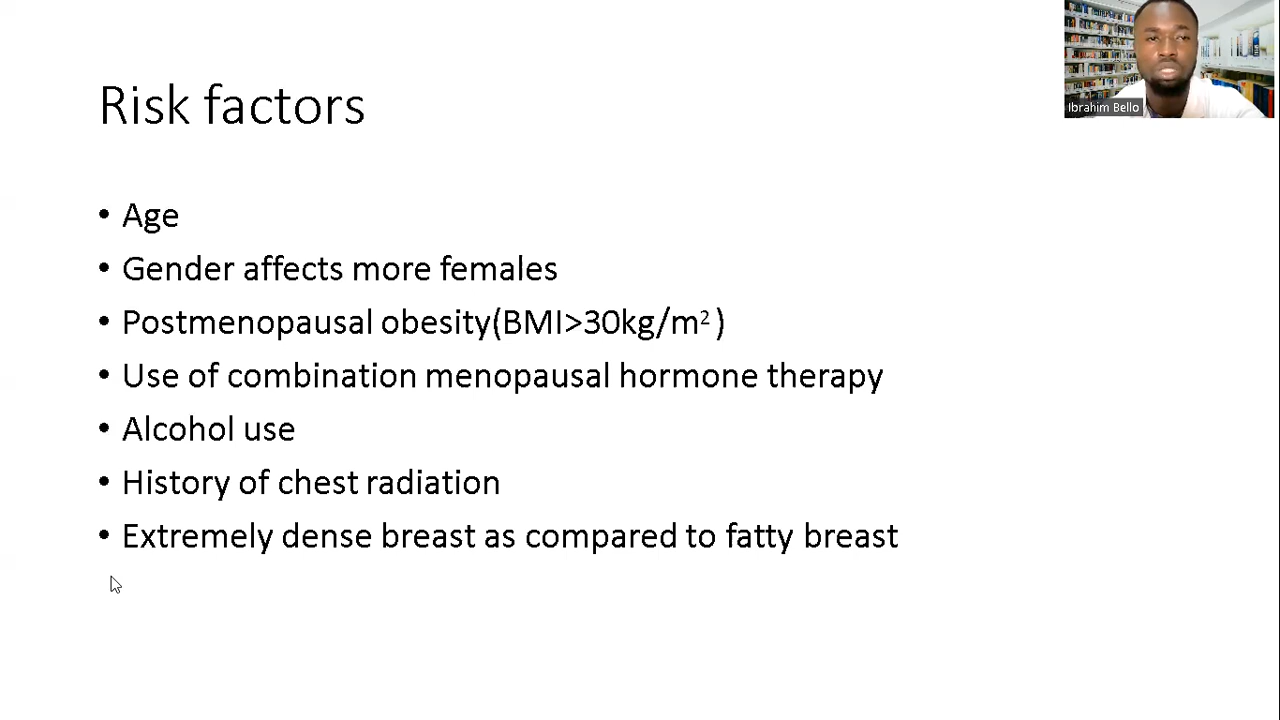 Risk factors
Ibrahim Bello
• Age
• Gender affects more females
• Postmenopausal obesity(BMI>30kg/m²)
• Use of combination menopausal hormone therapy
• Alcohol use
• History of chest radiation
• Extremely dense breast as compared to fatty breast